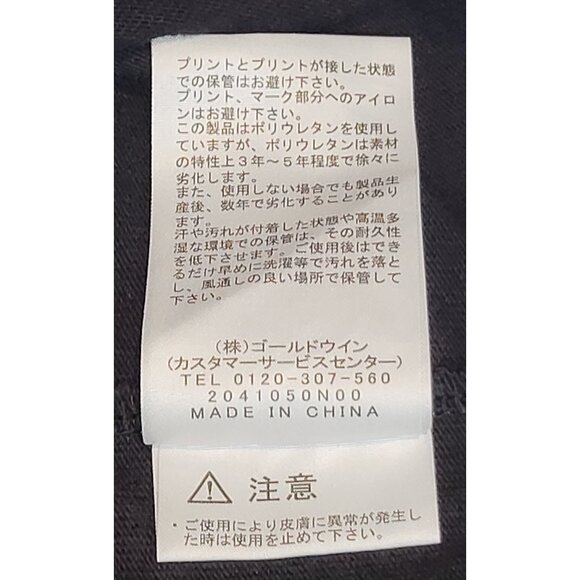 プリントとプリントが接した状態
での保管はお避け下さい。
プリント、マーク部分へのアイロ
ンはお避け下さい。
この製品はポリウレタンを使用し
ていますが、ポリウレタンは素材
の特性上3年〜5年程度で徐々に
劣化します。
また、使用しない場合でも製品生
産後、数年で劣化することがあり
ます。
汗や汚れが付着した状態や高温多
湿な環境での保管は、その耐久性
を低下させます。ご使用後はでき
るだけ早めに洗濯等で汚れを落と
し、風通しの良い場所で保管して
下さい。
(株)ゴールドウイン
(カスタマーサービスセンター)
TEL 0120-307-560
2041050N00
MADE IN CHINA
⚠ 注意
・ご使用により皮膚に異常が発生し
た時は使用を止めて下さい。